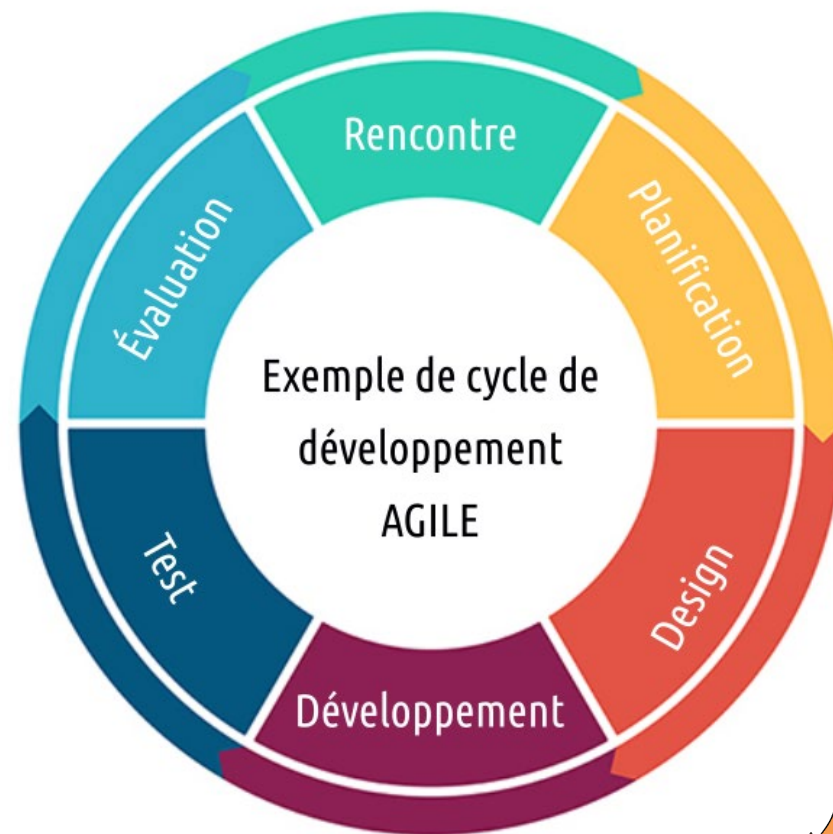 Rencontre
Planification
Design
Développement
Test
Évaluation
Exemple de cycle de
développement
AGILE